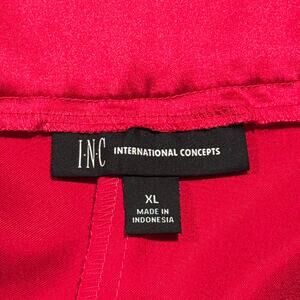 I·N·C INTERNATIONAL CONCEPTS
XL
MADE IN
INDONESIA